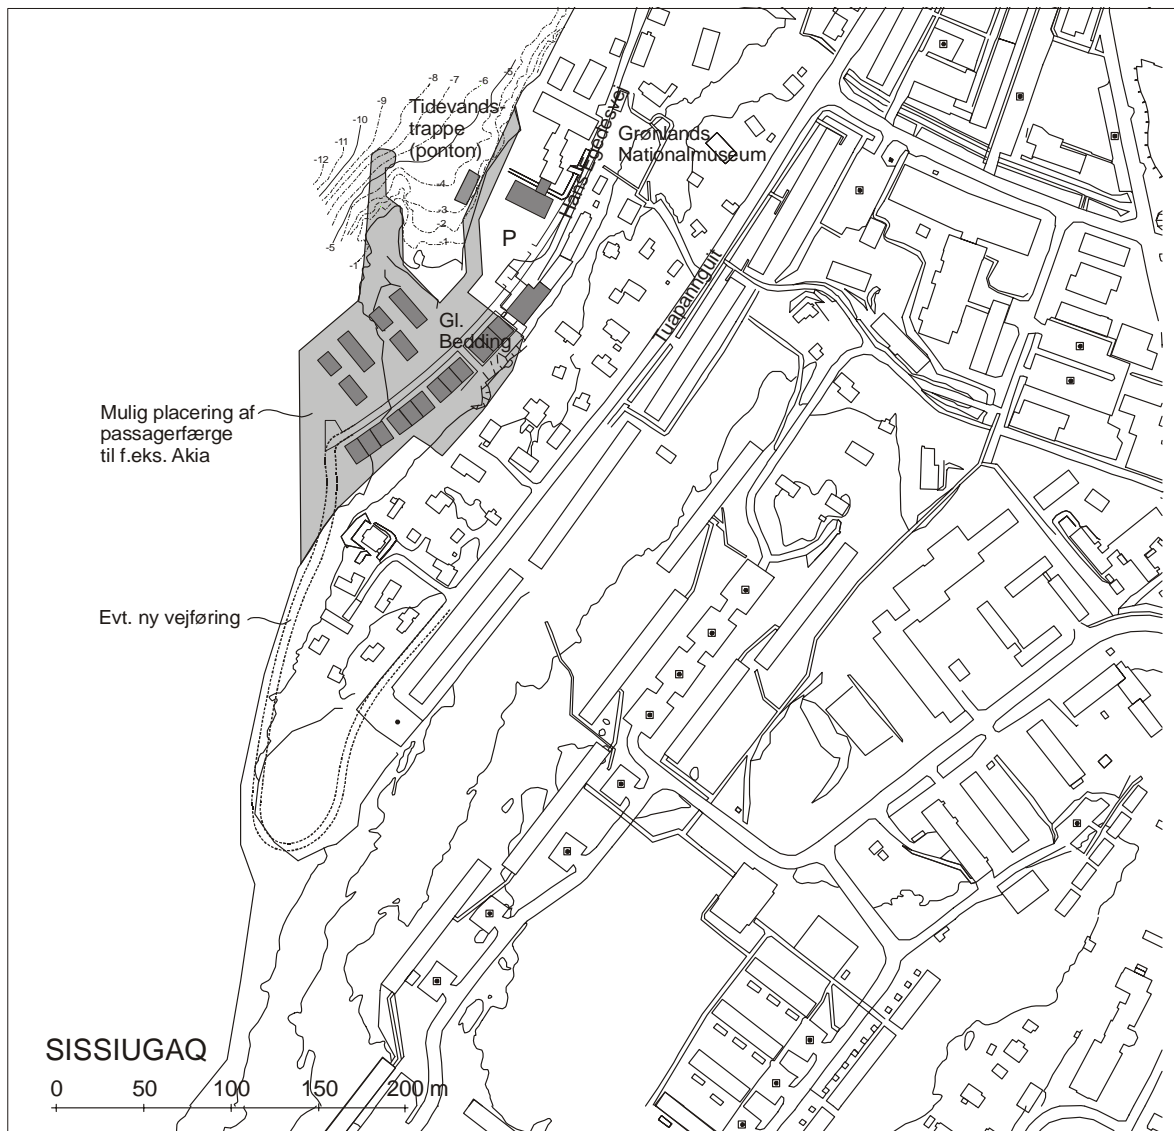 -5
-6
-7
-8
-9
-10
-11
-12
Tidevands-
trappe
(ponton)
Hans Egedesvej
Grønlands
Nationalmuseum
-4
-3
-2
-1
-5
-1
P
Tuapannguit
Gl.
Bedding
Mulig placering af
passagerfærge
til f.eks. Akia
Evt. ny vejføring
SISSIUGAQ
0 50 100 150 200 m